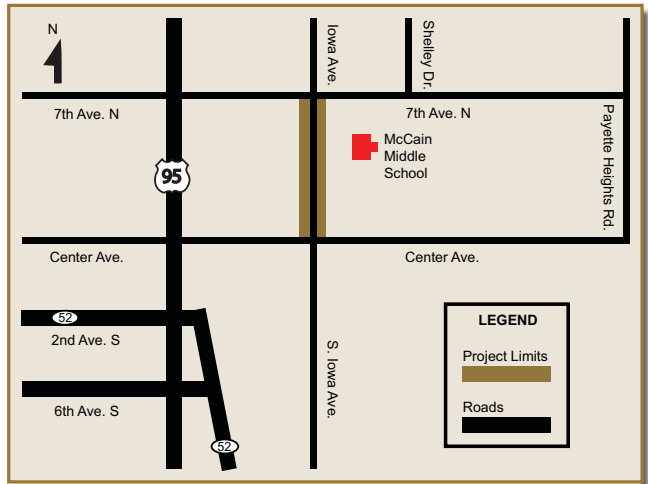 N
Iowa Ave.
Shelley Dr.
7th Ave. N
7th Ave. N
Payette Heights Rd.
McCain
Middle
School
95
Center Ave.
Center Ave.
52
2nd Ave. S
S. Iowa Ave.
6th Ave. S
52
LEGEND
Project Limits
Roads